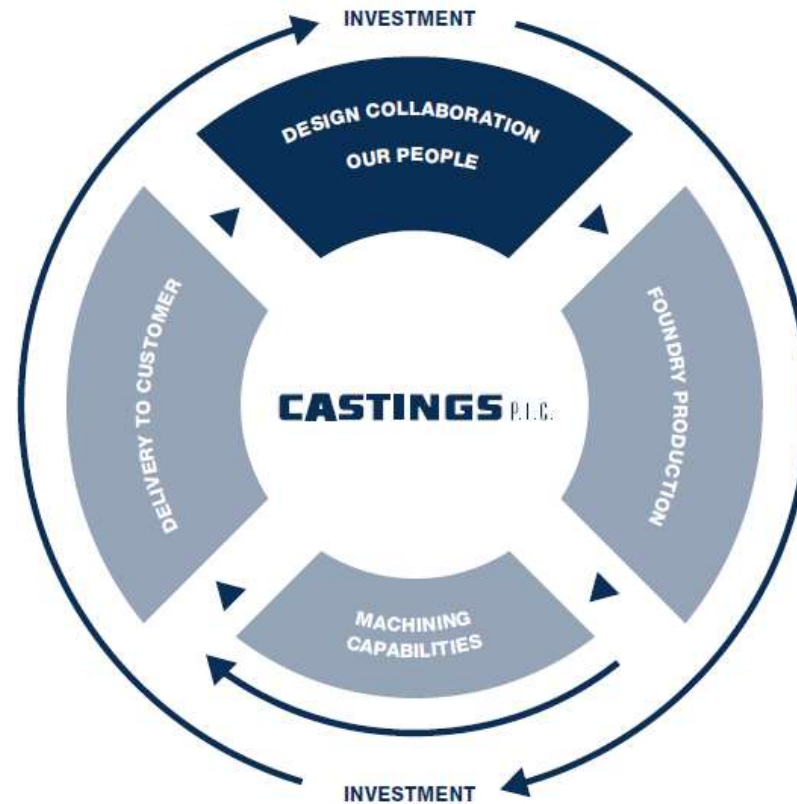 INVESTMENT
DESIGN COLLABORATION
OUR PEOPLE
FOUNDRY PRODUCTION
DELIVERY TO CUSTOMER
CASTINGS P.L.C.
MACHINING
CAPABILITIES
INVESTMENT